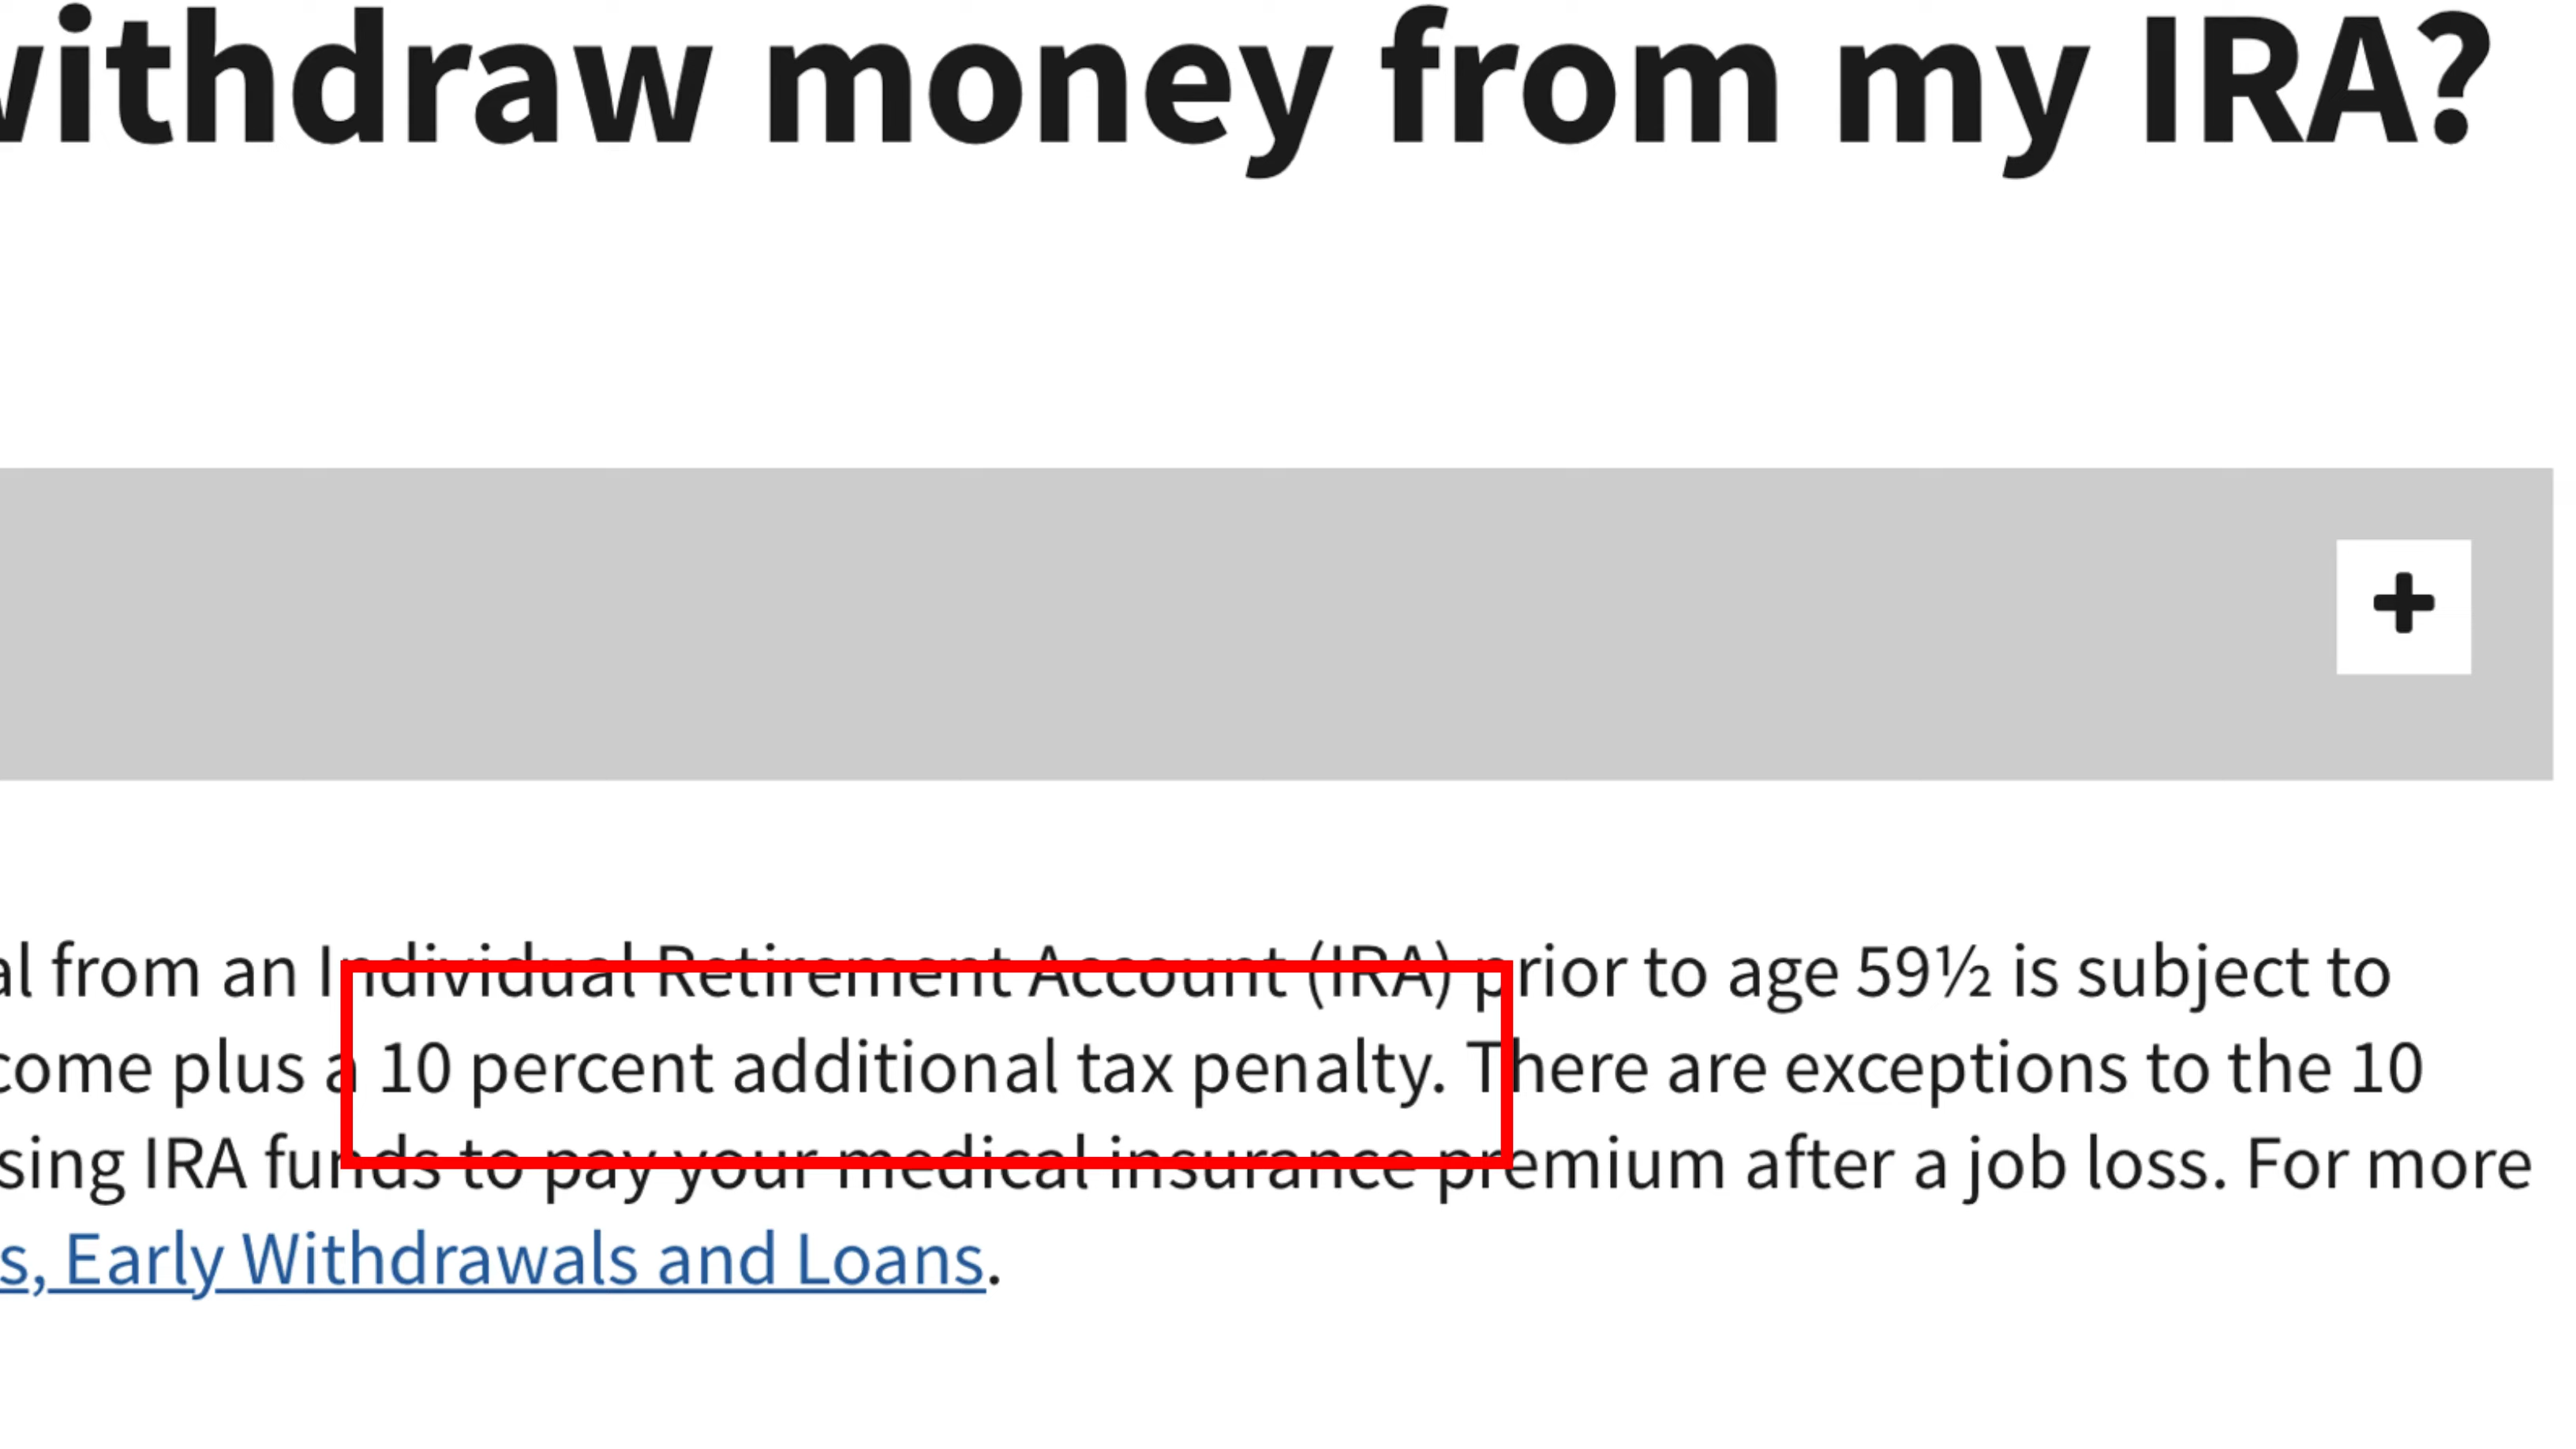 withdraw money from my IRA?
al from an Individual Retirement Account (IRA) prior to age 59½ is subject to
come plus a 10 percent additional tax penalty. There are exceptions to the 10
sing IRA funds to pay your medical insurance premium after a job loss. For more
s, Early Withdrawals and Loans.